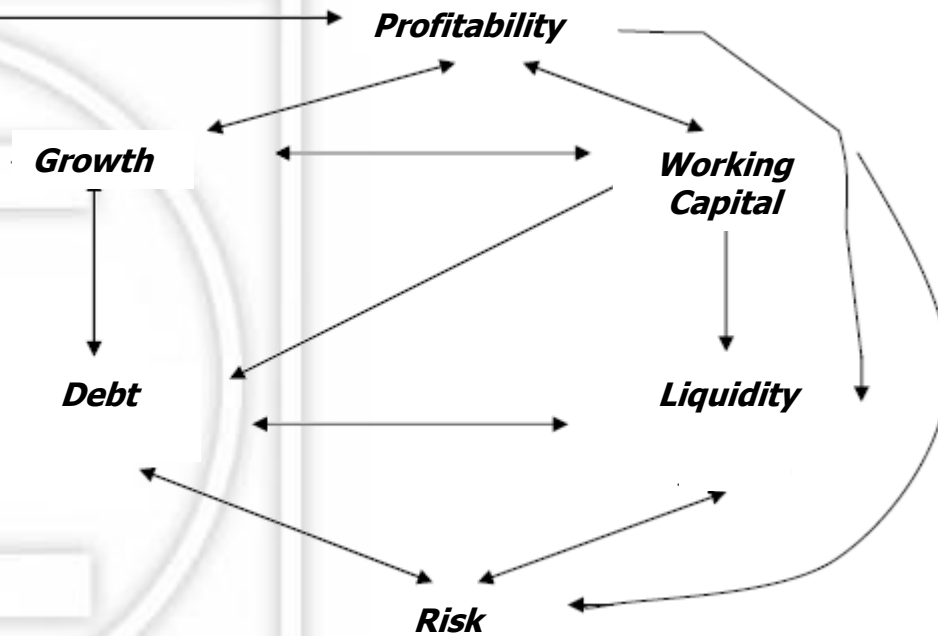 Profitability
Growth
Working
Capital
Debt
Liquidity
Risk